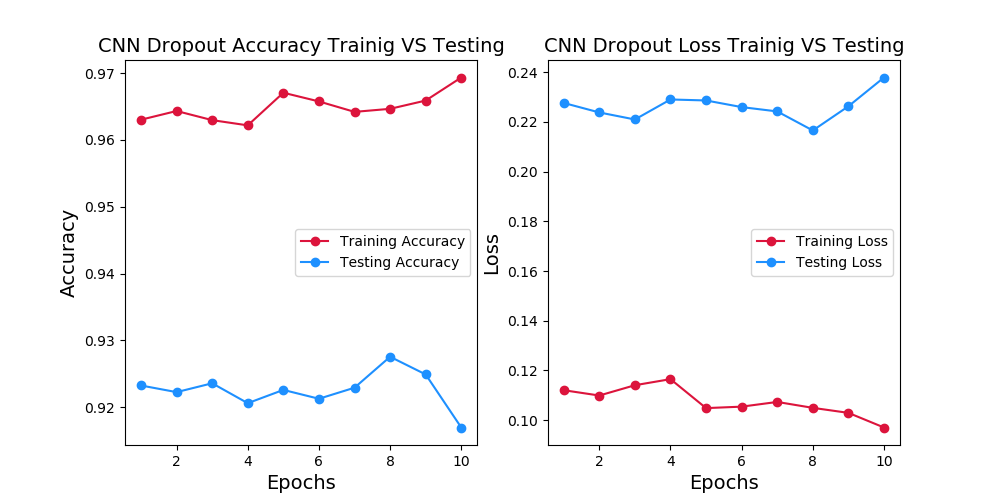 CNN Dropout Accuracy Trainig VS Testing
0.97
0.96
0.95
0.94
0.93
0.92
Accuracy
Training Accuracy
Testing Accuracy
2 4 6 8 10
Epochs
CNN Dropout Loss Trainig VS Testing
0.24
0.22
0.20
0.18
0.16
0.14
0.12
0.10
Loss
Training Loss
Testing Loss
2 4 6 8 10
Epochs